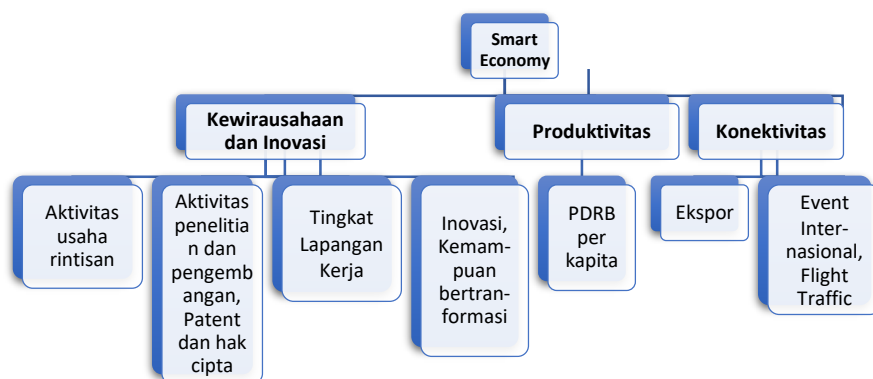 Smart
Economy
Kewirausahaan
dan Inovasi
Produktivitas
Konektivitas
Aktivitas
usaha
rintisan
Aktivitas
penelitia
n dan
pengemb
angan,
Patent
dan hak
cipta
Tingkat
Lapangan
Kerja
Inovasi,
Kemam-
puan
bertran-
formasi
PDRB
per
kapita
Ekspor
Event
Inter-
nasional,
Flight
Traffic